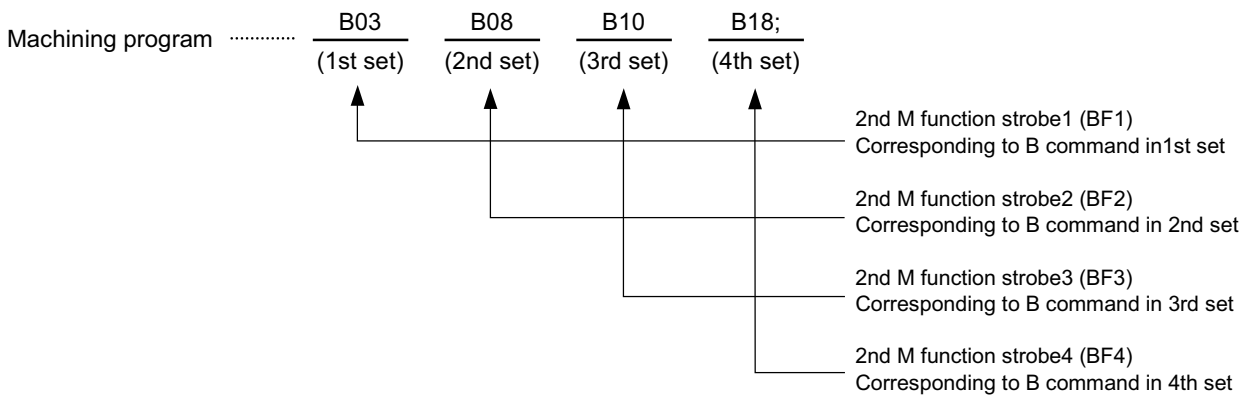 Machining program ............. B03 B08 B10 B18;
(1st set) (2nd set) (3rd set) (4th set)
2nd M function strobe1 (BF1)
Corresponding to B command in1st set
2nd M function strobe2 (BF2)
Corresponding to B command in 2nd set
2nd M function strobe3 (BF3)
Corresponding to B command in 3rd set
2nd M function strobe4 (BF4)
Corresponding to B command in 4th set